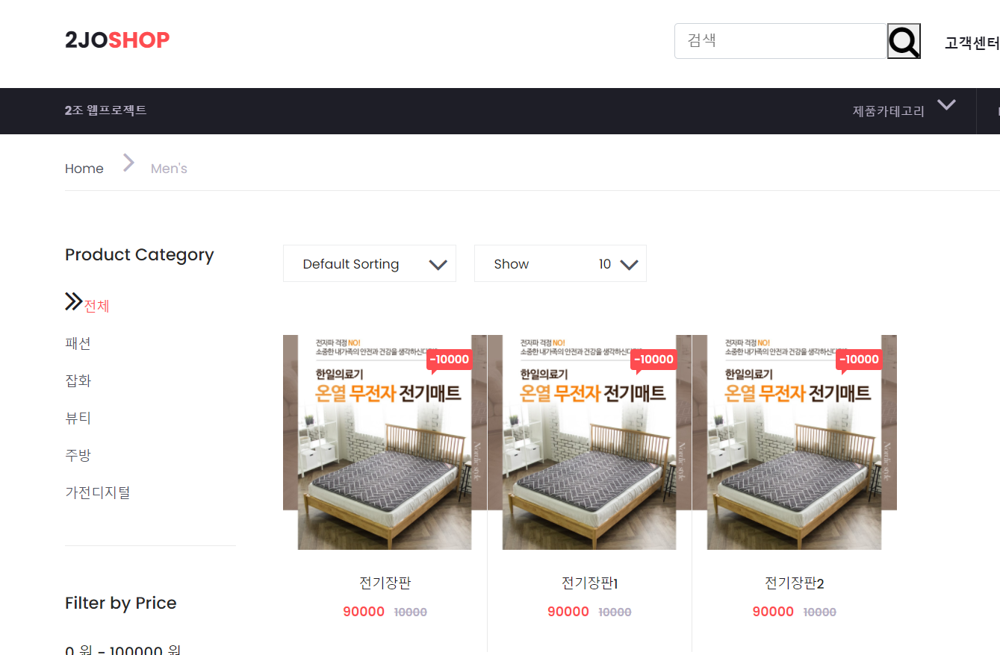 2JOSHOP
검색
고객센터
2조 웹프로젝트
제품카테고리
Home
Men's
Product Category
전체
패션
잡화
뷰티
주방
가전디지털
Filter by Price
0 원 - 100000 원
Default Sorting
Show 10
전자파 걱정 NO!
소중한 내가족의 안전과 건강을 생각하신
-10000
한일의료기
온열 무전자 전기매트
Nordic style
전기장판
90000 10000
전자파 걱정 NO!
소중한 내가족의 안전과 건강을 생각하신
-10000
한일의료기
온열 무전자 전기매트
Nordic style
전기장판1
90000 10000
전자파 걱정 NO!
소중한 내가족의 안전과 건강을 생각하신
-10000
한일의료기
온열 무전자 전기매트
Nordic style
전기장판2
90000 10000